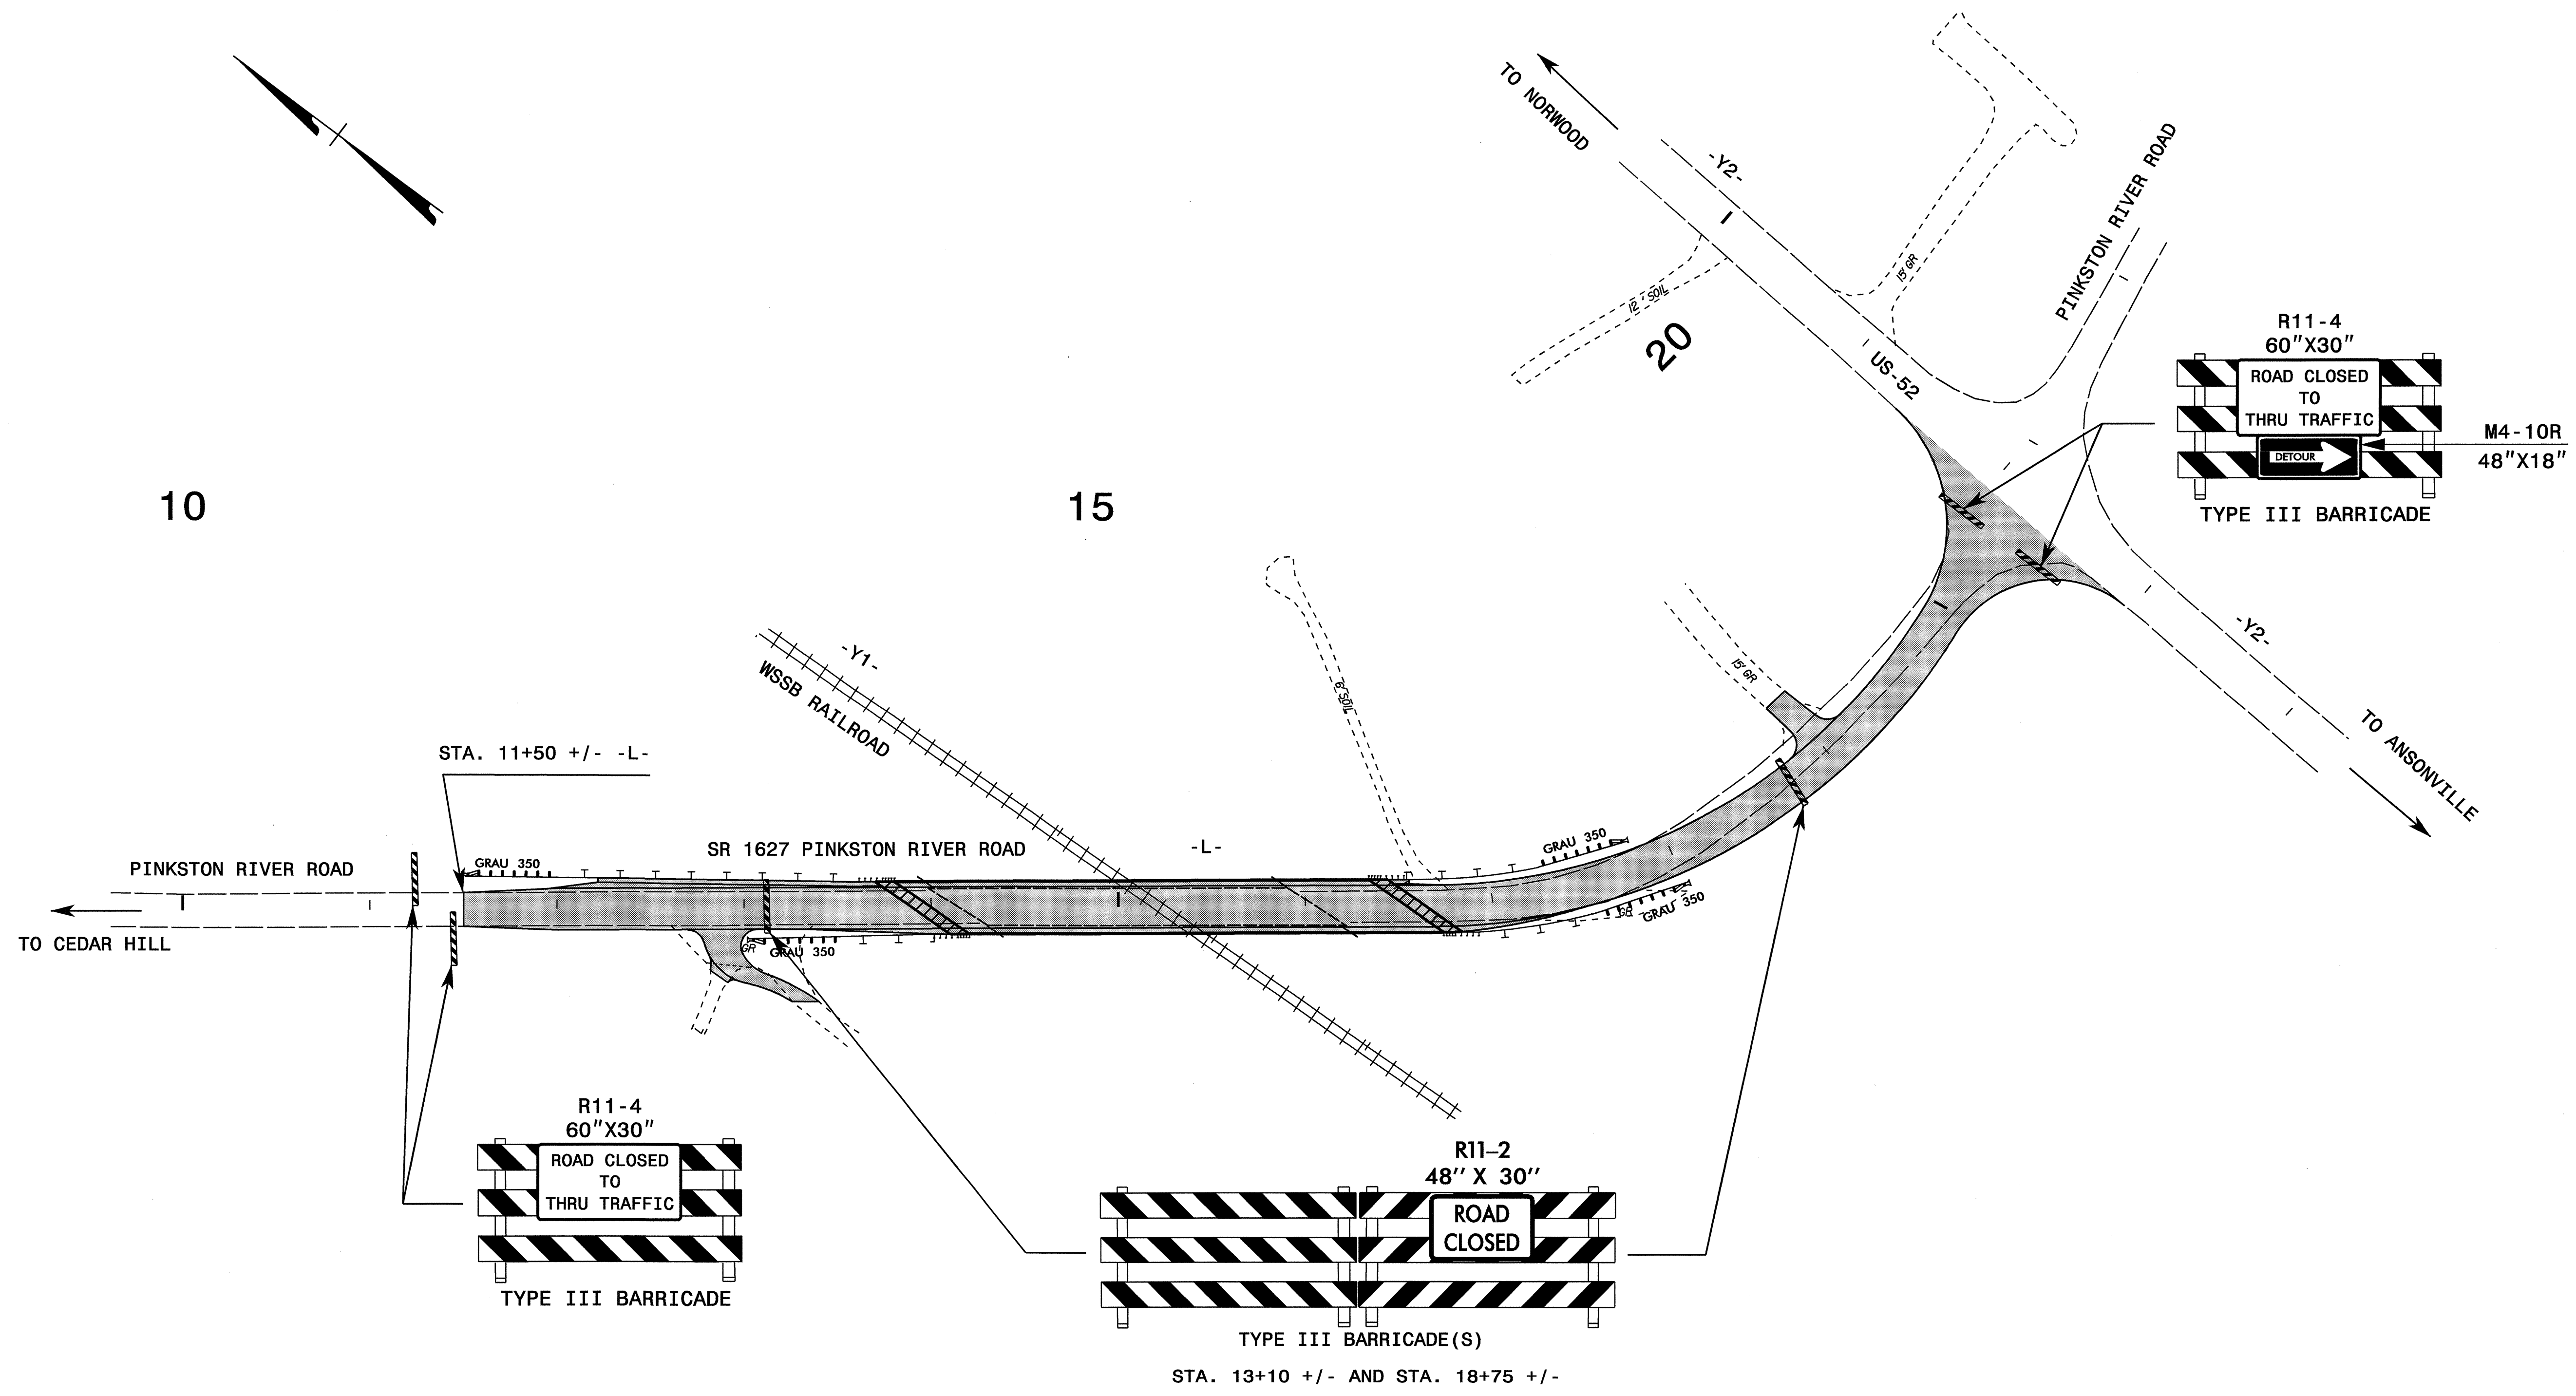 TO NORWOOD
-Y2-
PINKSTON RIVER ROAD
15' GR
12' SOIL
20
US-52
R11-4
60"X30"
ROAD CLOSED
TO
THRU TRAFFIC
DETOUR
M4-10R
48"X18"
TYPE III BARRICADE
10
15
-Y1-
WSSB RAILROAD
9' SOIL
15' GR
-Y2-
TO ANSONVILLE
STA. 11+50 +/- -L-
PINKSTON RIVER ROAD
GRAU 350
SR 1627 PINKSTON RIVER ROAD
-L-
GRAU 350
TO CEDAR HILL
GR
GRAU 350
GR
GRAU 350
R11-4
60"X30"
ROAD CLOSED
TO
THRU TRAFFIC
TYPE III BARRICADE
R11-2
48" X 30"
ROAD
CLOSED
TYPE III BARRICADE(S)
STA. 13+10 +/- AND STA. 18+75 +/-